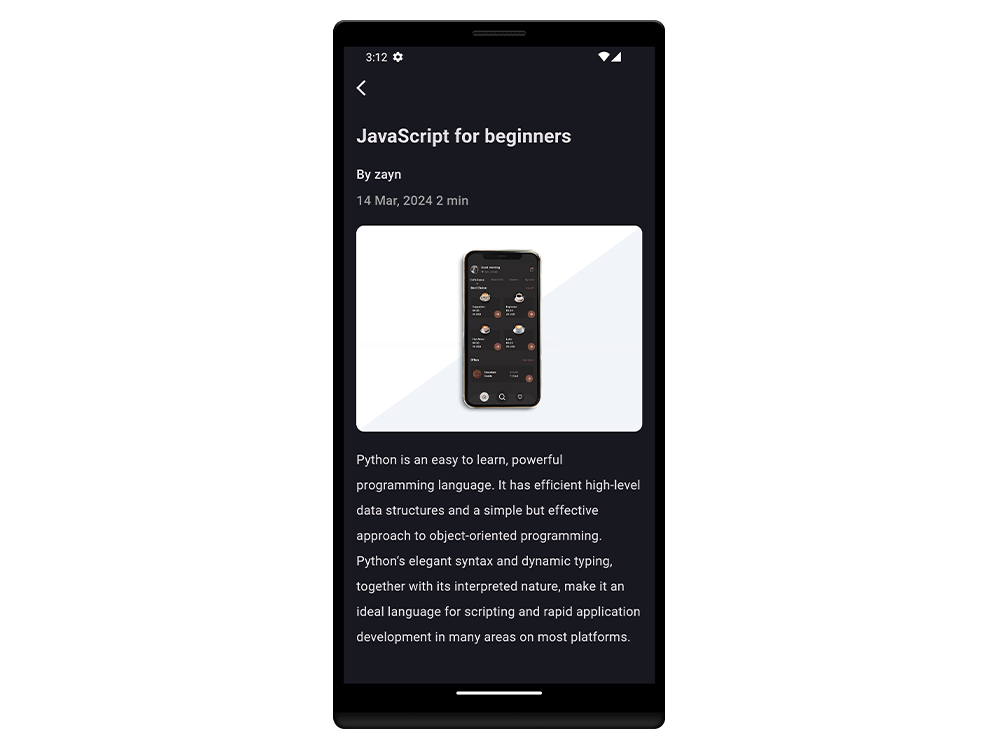 3:12
JavaScript for beginners
By zayn
14 Mar, 2024 2 min
Python is an easy to learn, powerful
programming language. It has efficient high-level
data structures and a simple but effective
approach to object-oriented programming.
Python's elegant syntax and dynamic typing,
together with its interpreted nature, make it an
ideal language for scripting and rapid application
development in many areas on most platforms.